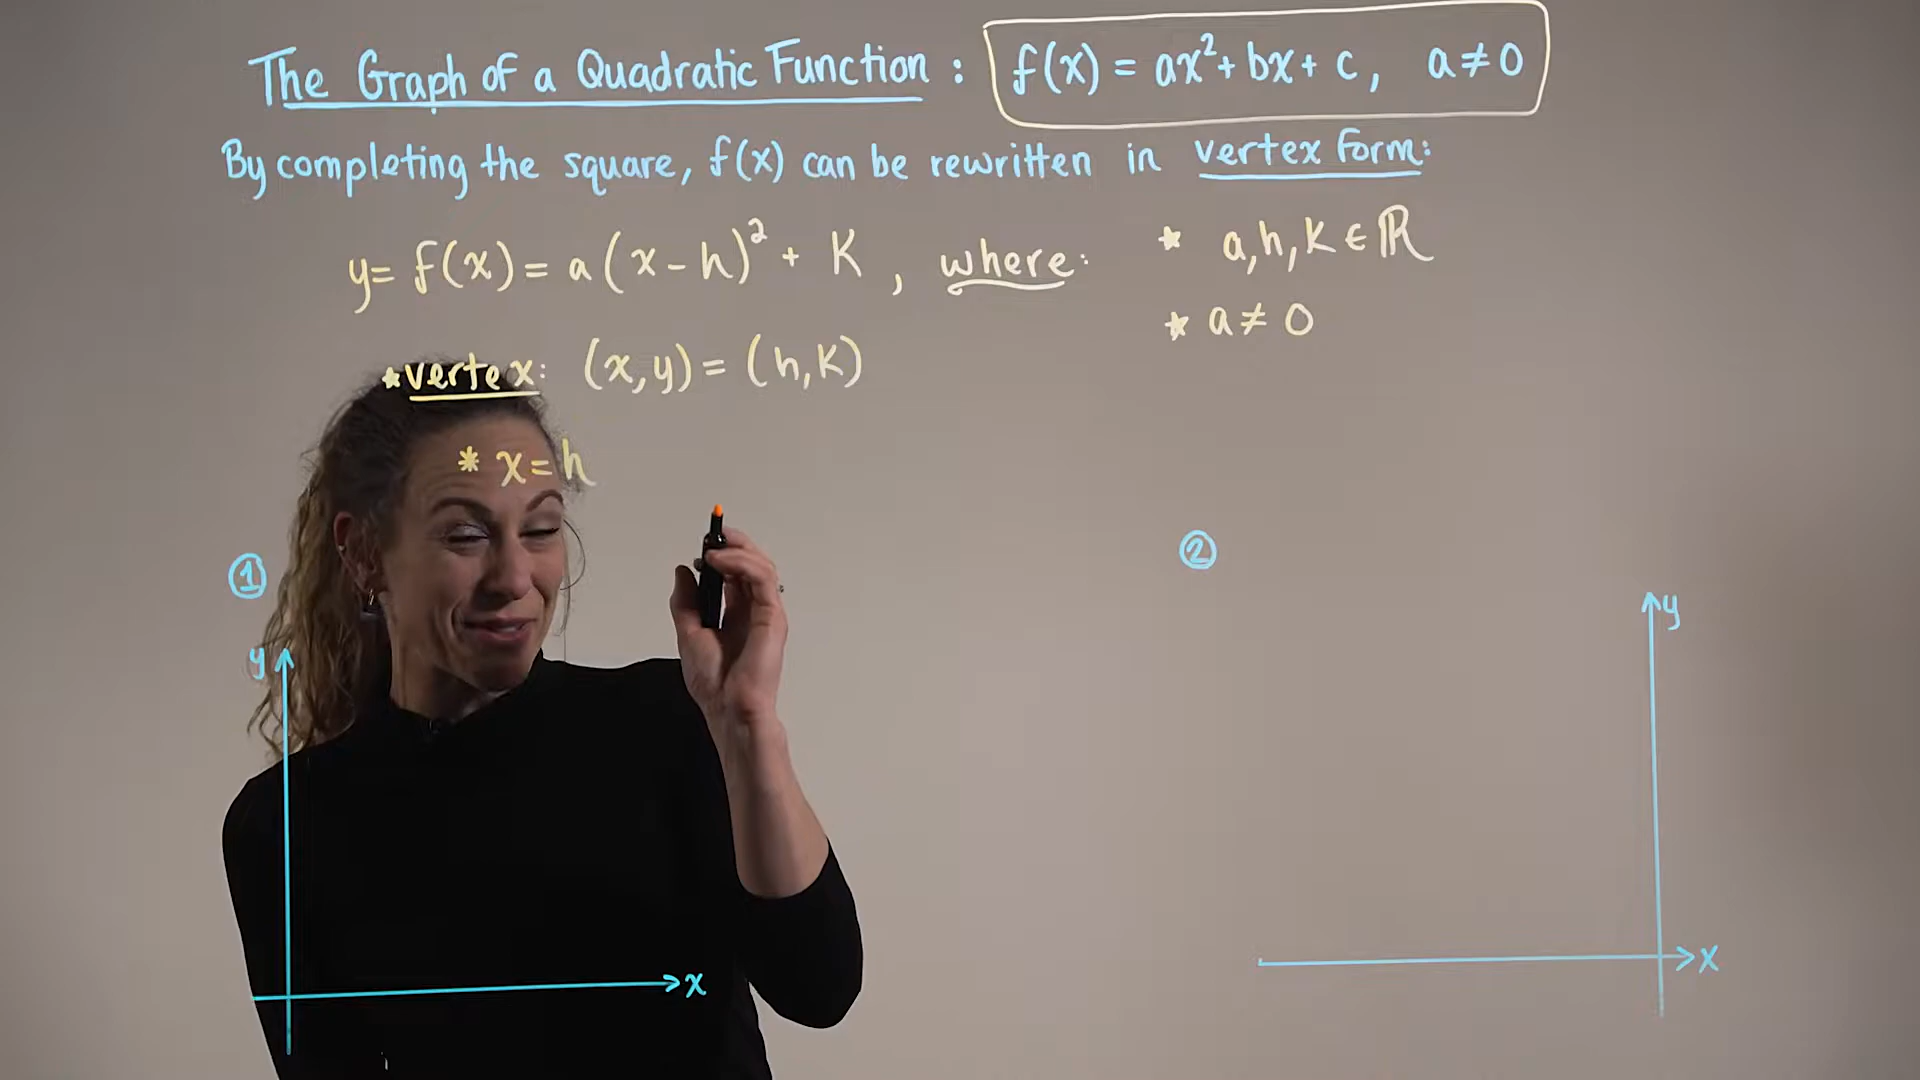 The Graph of a Quadratic Function : f(x) = ax²+ bx + c, a ≠ 0
By completing the square, f(x) can be rewritten in vertex form:
y = f(x) = a (x - h)² + K , where:
* a, h, K ∈ ℝ
* a ≠ 0
*vertex: (x, y) = (h, K)
* x = h
①
y
x
②
y
x